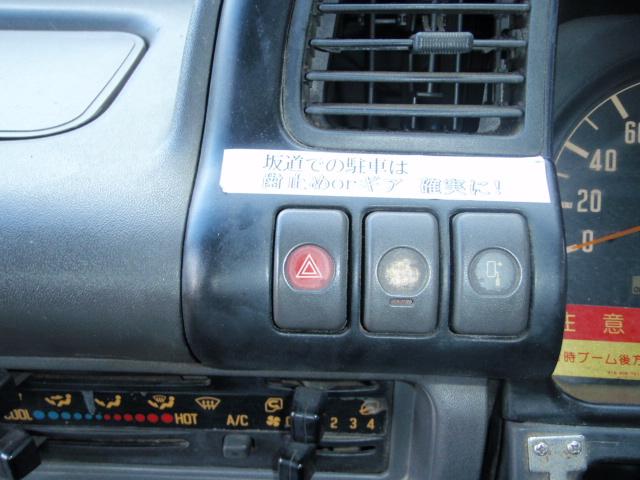 坂道での駐車は
歯止めorギア 確実に!
60
40
20
0
注意
時ブーム後方
COOL
HOT
A/C
2 3 4